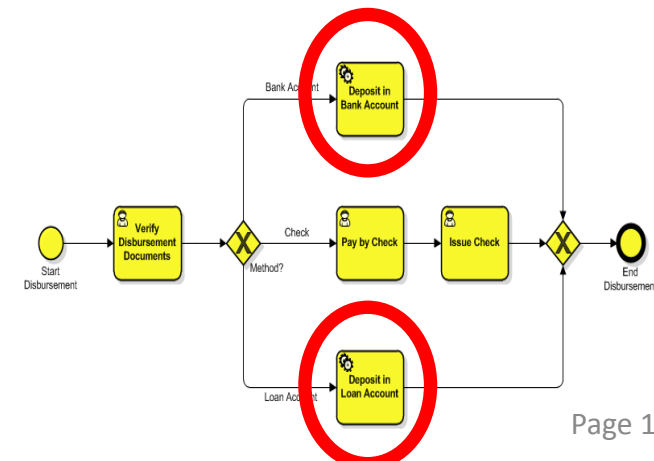 Bank Account
Deposit in
Bank Account
Verify
Disbursement
Documents
Start
Disbursement
Method?
Check
Pay by Check
Issue Check
End
Disbursemen
Loan Account
Deposit in
Loan Account
Page 1